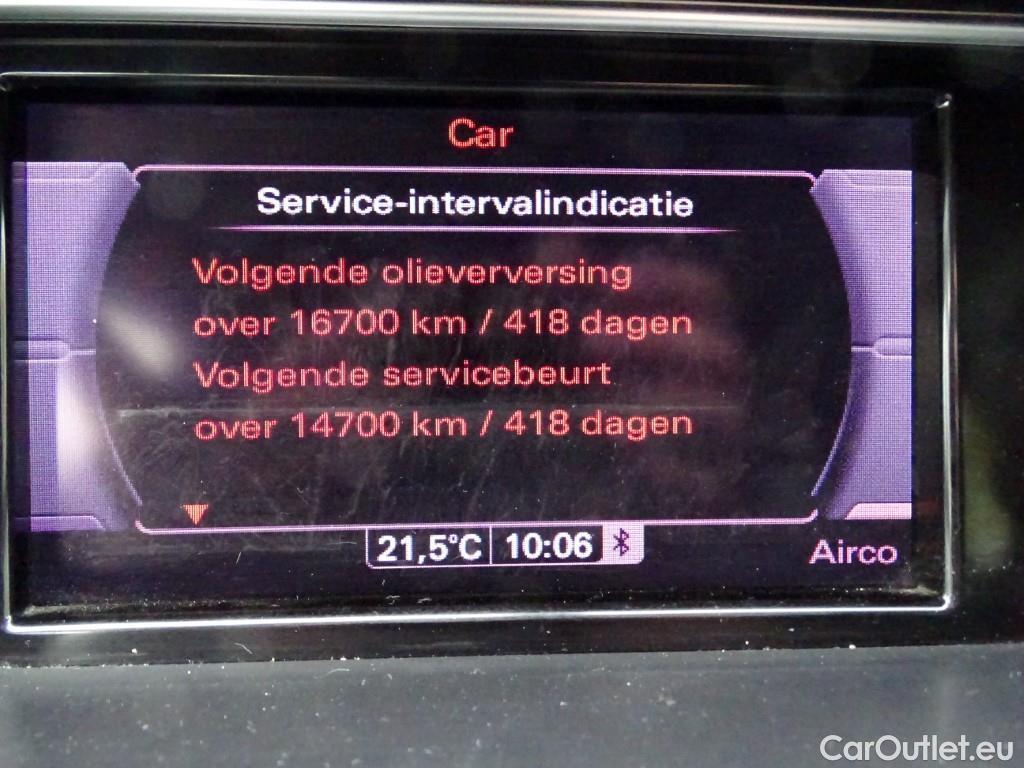 Car
Service-intervalindicatie
Volgende olieverversing
over 16700 km / 418 dagen
Volgende servicebeurt
over 14700 km / 418 dagen
21,5°C 10:06
Airco
CarOutlet.eu